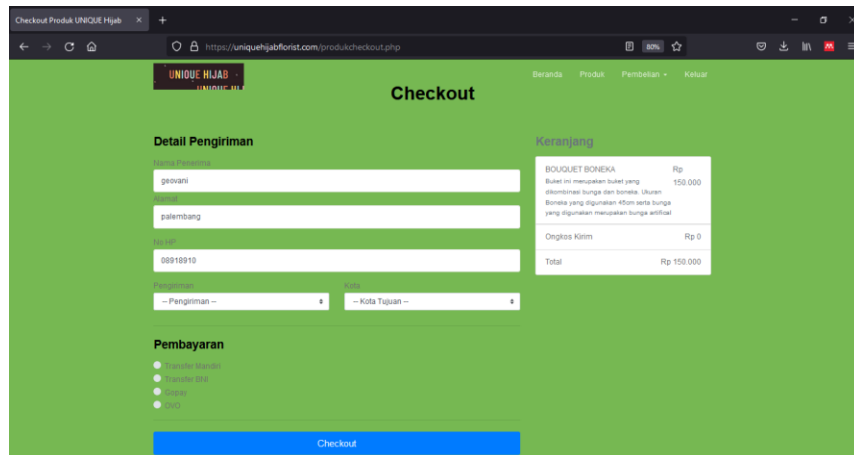 Checkout Produk UNIQUE Hijab
https://uniquehijabflorist.com/produkcheckout.php
80%
UNIQUE HIJAB
UNIQUE HIJ
Beranda Produk Pembelian Keluar
Checkout
Detail Pengiriman
Nama Penerima
geovani
Alamat
palembang
No HP
08918910
Pengiriman Kota
-- Pengiriman -- -- Kota Tujuan --
Pembayaran
Transfer Mandiri
Transfer BNI
Gopay
OVO
Checkout
Keranjang
BOUQUET BONEKA Rp
Buket ini merupakan buket yang 150.000
dikombinasi bunga dan boneka. Ukuran
Boneka yang digunakan 45cm serta bunga
yang digunakan merupakan bunga artifical
Ongkos Kirim Rp 0
Total Rp 150.000